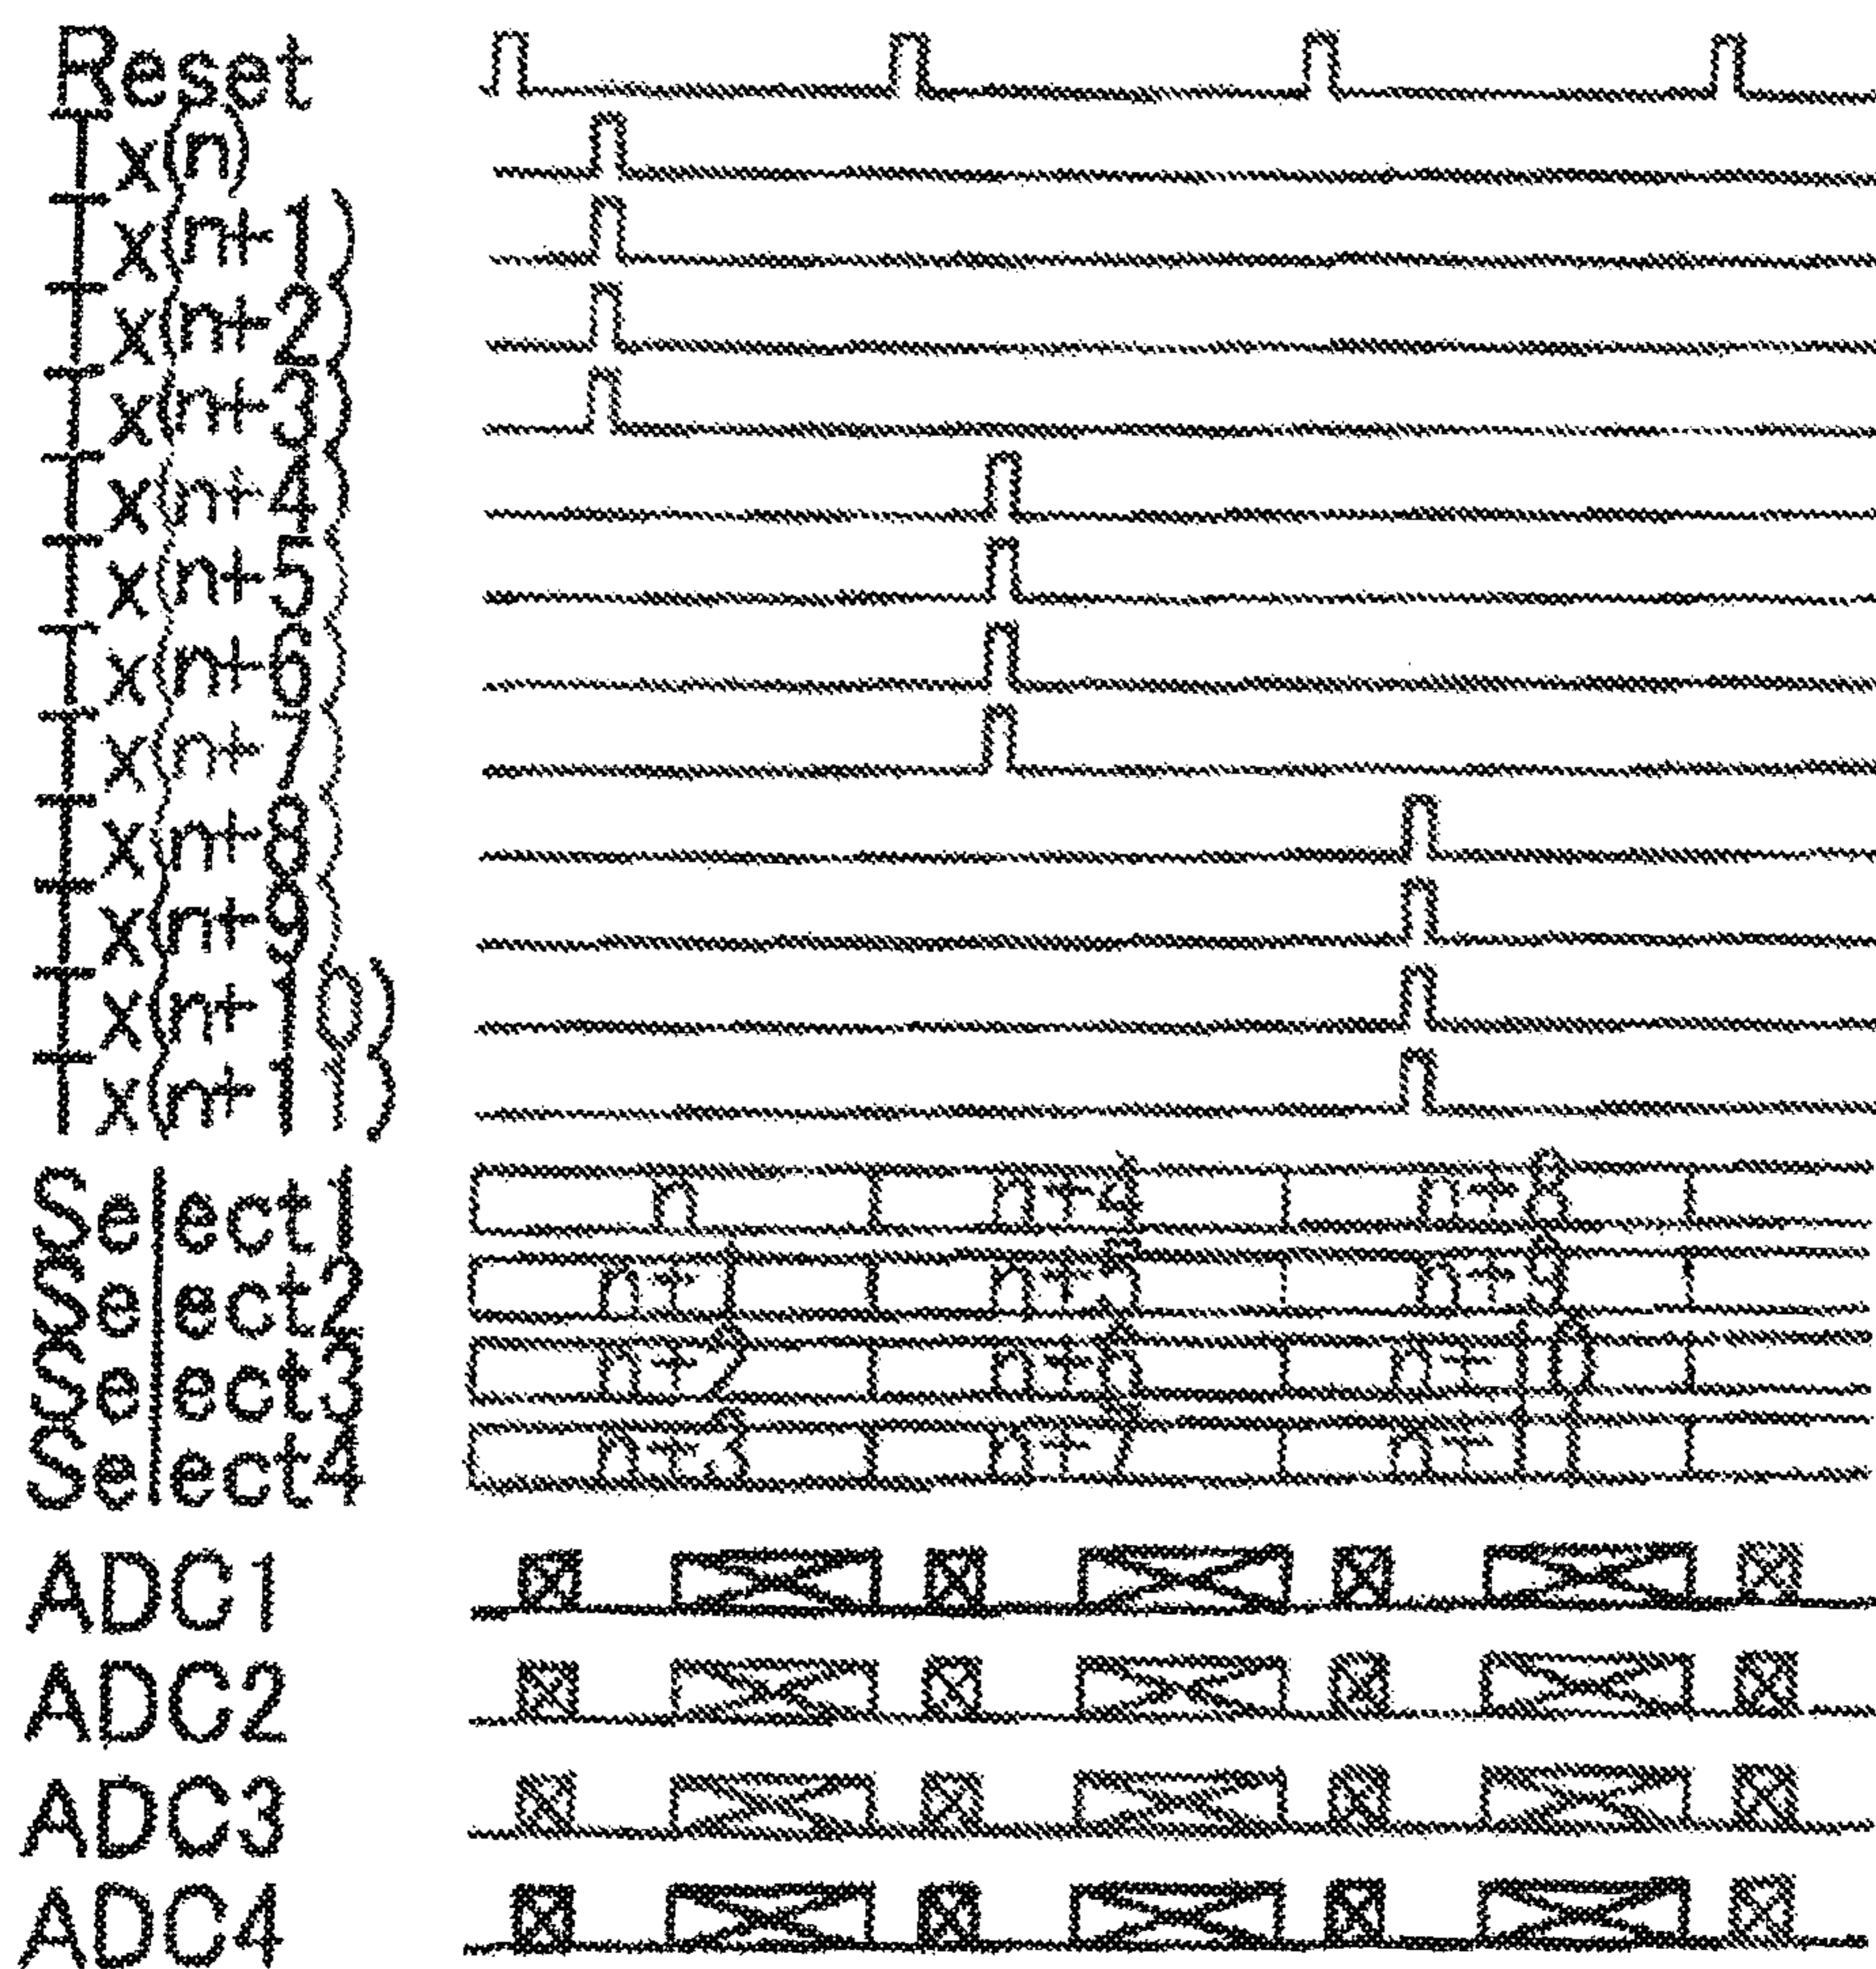 Reset
Tx(n)
Tx(n+1)
Tx(n+2)
Tx(n+3)
Tx(n+4)
Tx(n+5)
Tx(n+6)
Tx(n+7)
Tx(n+8)
Tx(n+9)
Tx(n+10)
Tx(n+11)
Select1 n n+4 n+8
Select2 n+1 n+5 n+9
Select3 n+2 n+6 n+10
Select4 n+3 n+7 n+11
ADC1
ADC2
ADC3
ADC4